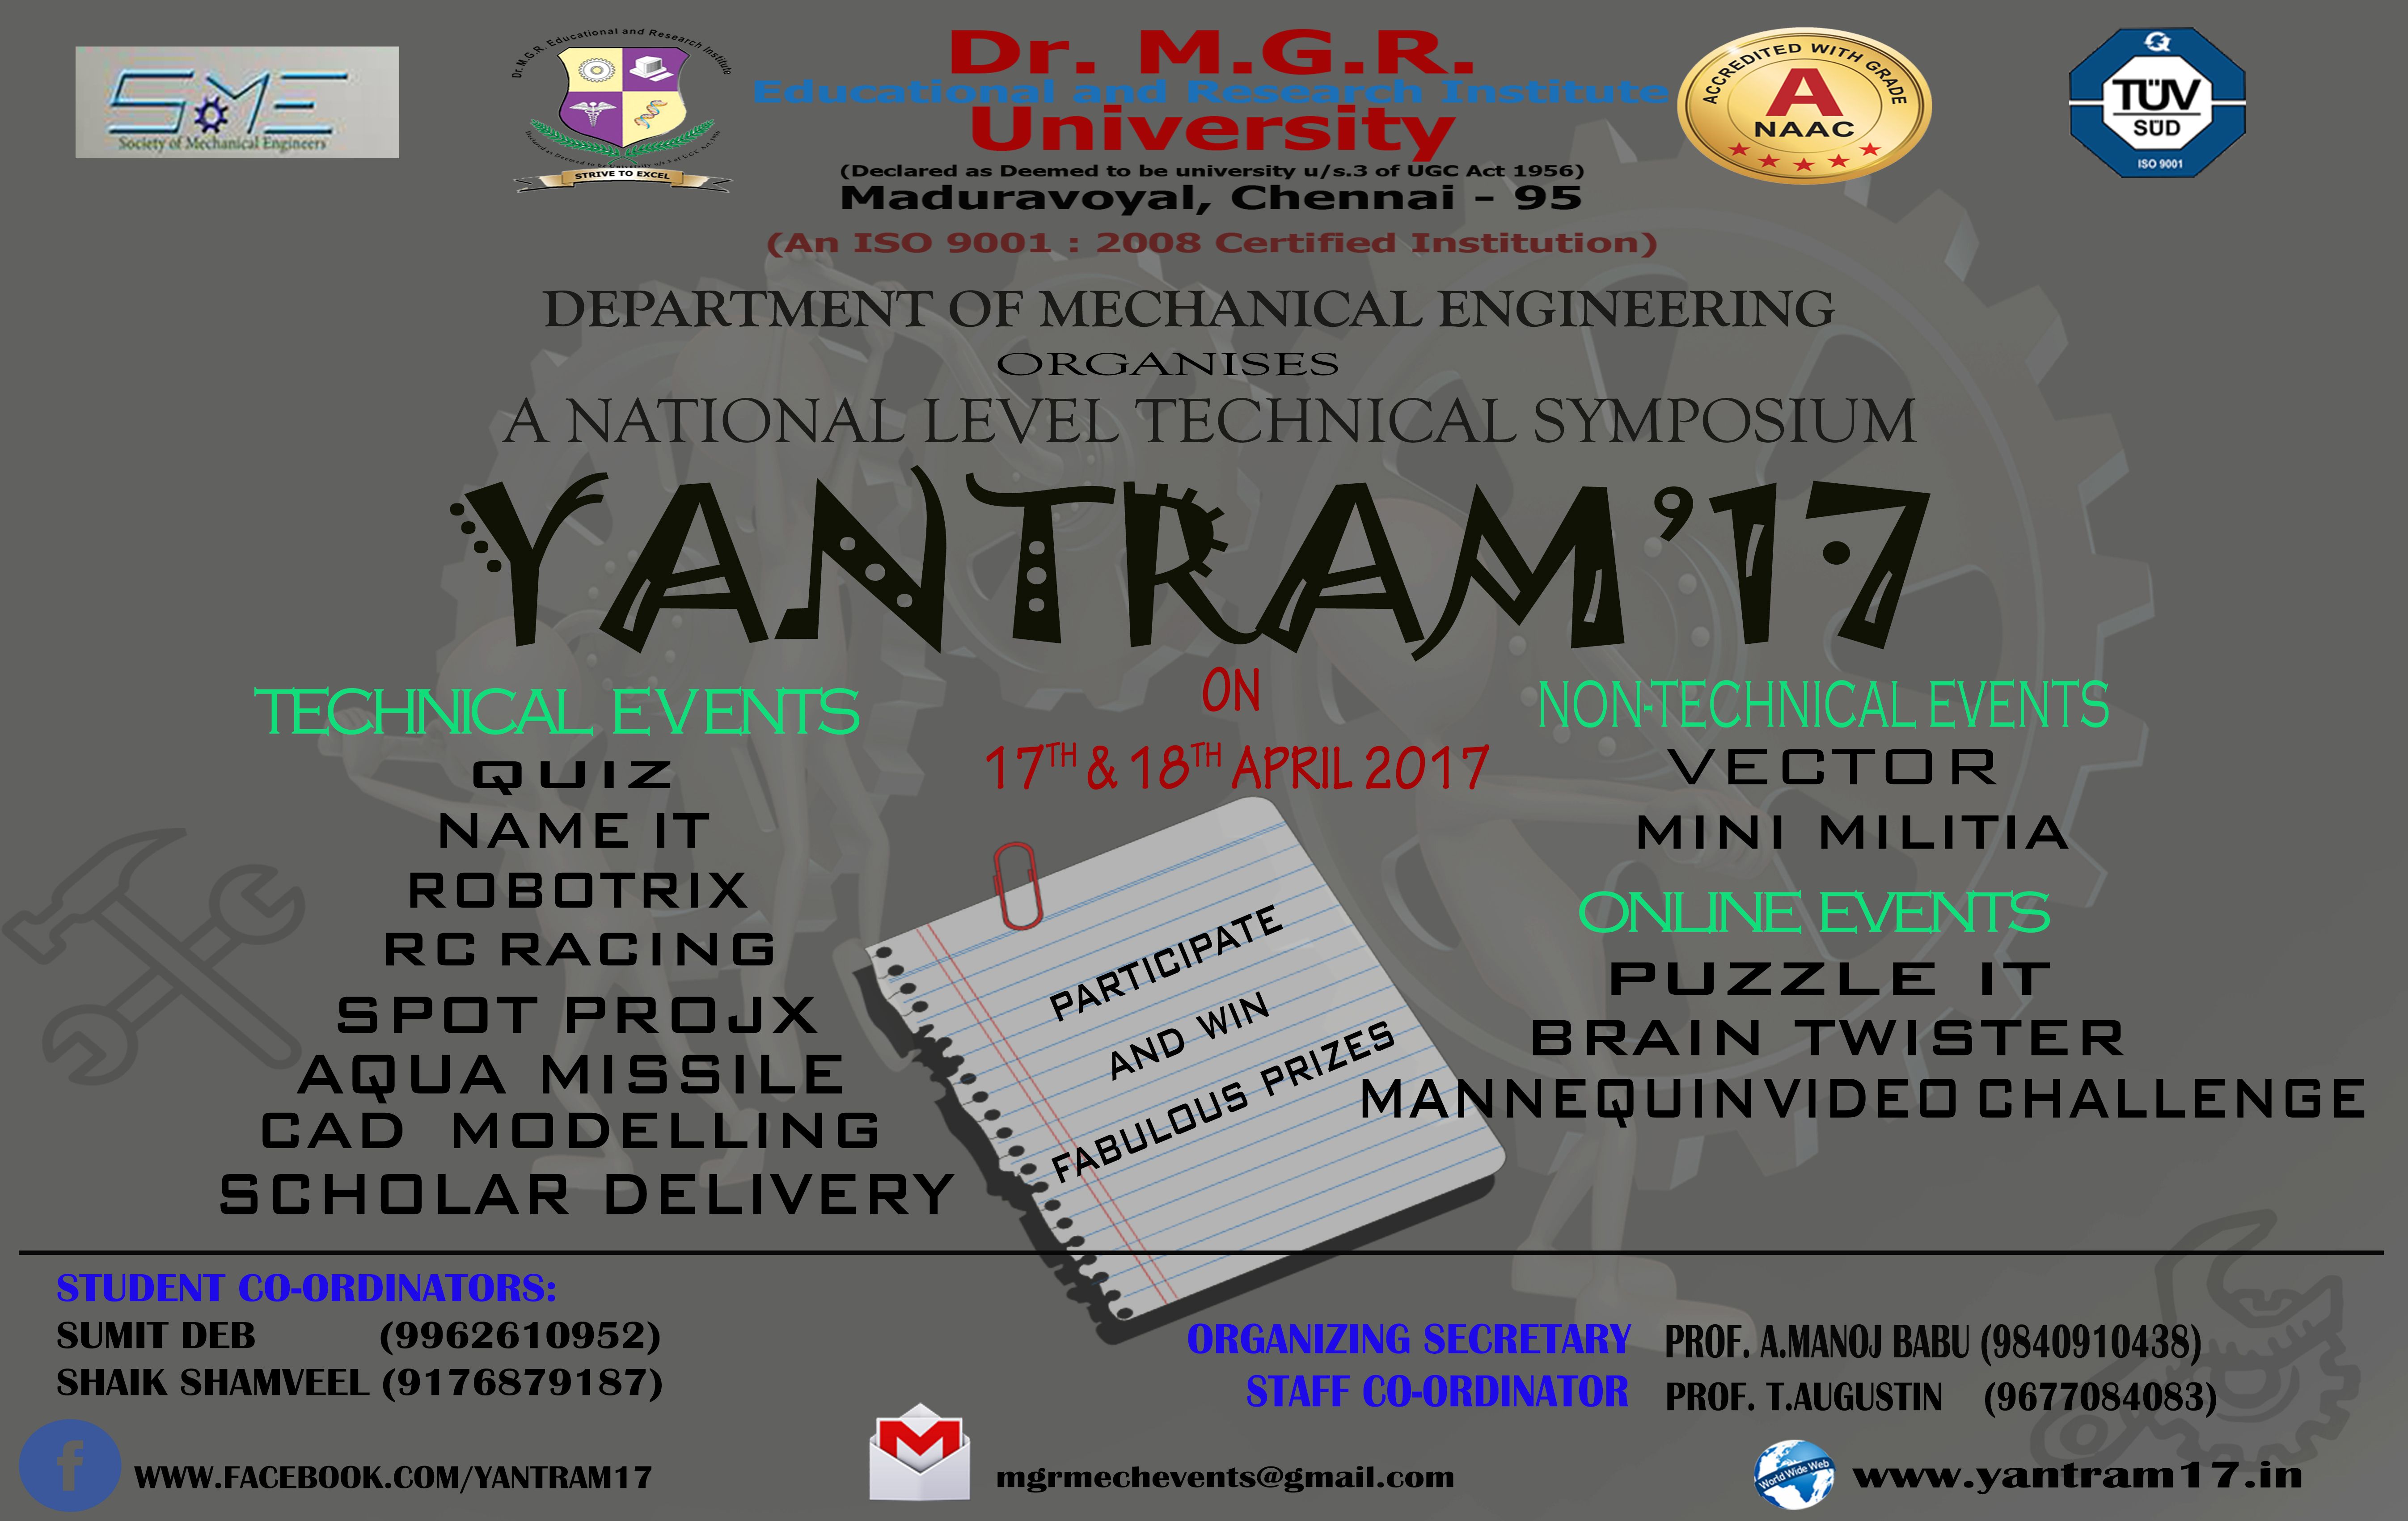 SME
Society of Mechanical Engineers
Dr. M.G.R. Educational and Research Institute
STRIVE TO EXCEL
Dr. M.G.R.
Educational and Research Institute
University
(Declared as Deemed to be university u/s.3 of UGC Act 1956)
Maduravoyal, Chennai - 95
(An ISO 9001 : 2008 Certified Institution)
ACCREDITED WITH GRADE
A
NAAC
TÜV
SÜD
ISO 9001
DEPARTMENT OF MECHANICAL ENGINEERING
ORGANISES
A NATIONAL LEVEL TECHNICAL SYMPOSIUM
YANTRAM'17
ON
17TH & 18TH APRIL 2017
TECHNICAL EVENTS
QUIZ
NAME IT
ROBOTRIX
RC RACING
SPOT PROJX
AQUA MISSILE
CAD MODELLING
SCHOLAR DELIVERY
PARTICIPATE
AND WIN
FABULOUS PRIZES
NON-TECHNICAL EVENTS
VECTOR
MINI MILITIA
ONLINE EVENTS
PUZZLE IT
BRAIN TWISTER
MANNEQUIN VIDEO CHALLENGE
STUDENT CO-ORDINATORS:
SUMIT DEB (9962610952)
SHAIK SHAMVEEL (9176879187)
ORGANIZING SECRETARY PROF. A.MANOJ BABU (9840910438)
STAFF CO-ORDINATOR PROF. T.AUGUSTIN (9677084083)
f
WWW.FACEBOOK.COM/YANTRAM17
mgrmechevents@gmail.com
World Wide Web
www.yantram17.in